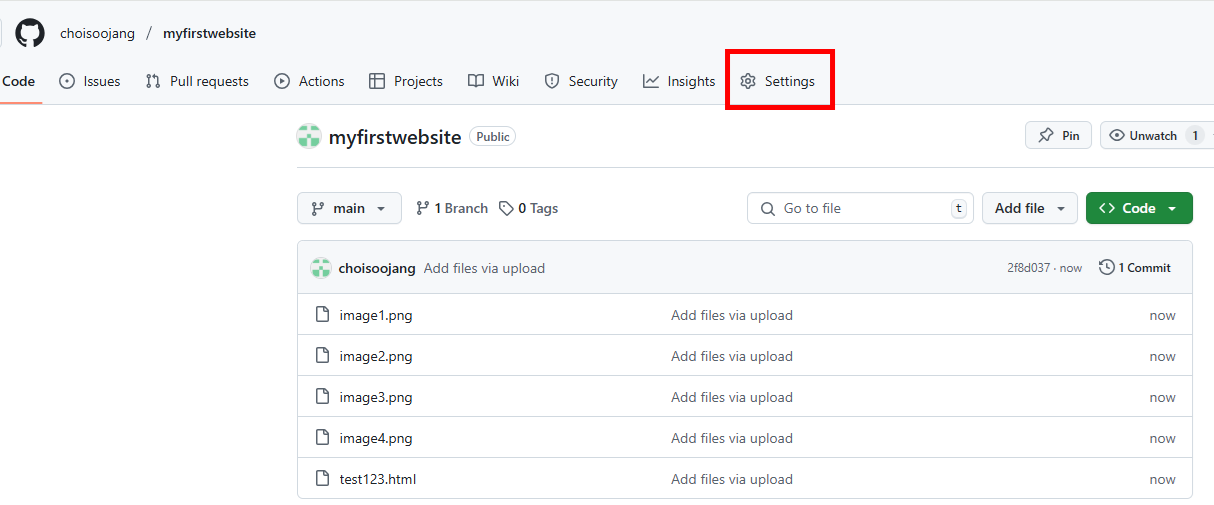 choisoojang / myfirstwebsite
Code Issues Pull requests Actions Projects Wiki Security Insights Settings
myfirstwebsite Public Pin Unwatch 1
main 1 Branch 0 Tags Go to file t Add file Code
choisoojang Add files via upload 2f8d037 · now 1 Commit
image1.png Add files via upload now
image2.png Add files via upload now
image3.png Add files via upload now
image4.png Add files via upload now
test123.html Add files via upload now